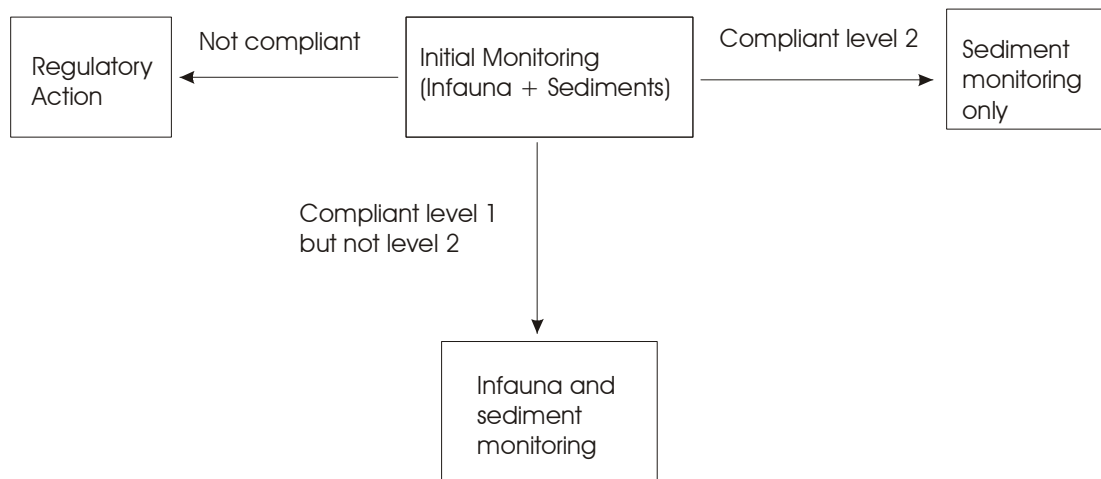 Not compliant
Regulatory
Action
Initial Monitoring
(Infauna + Sediments)
Compliant level 2
Sediment
monitoring
only
Compliant level 1
but not level 2
Infauna and
sediment
monitoring